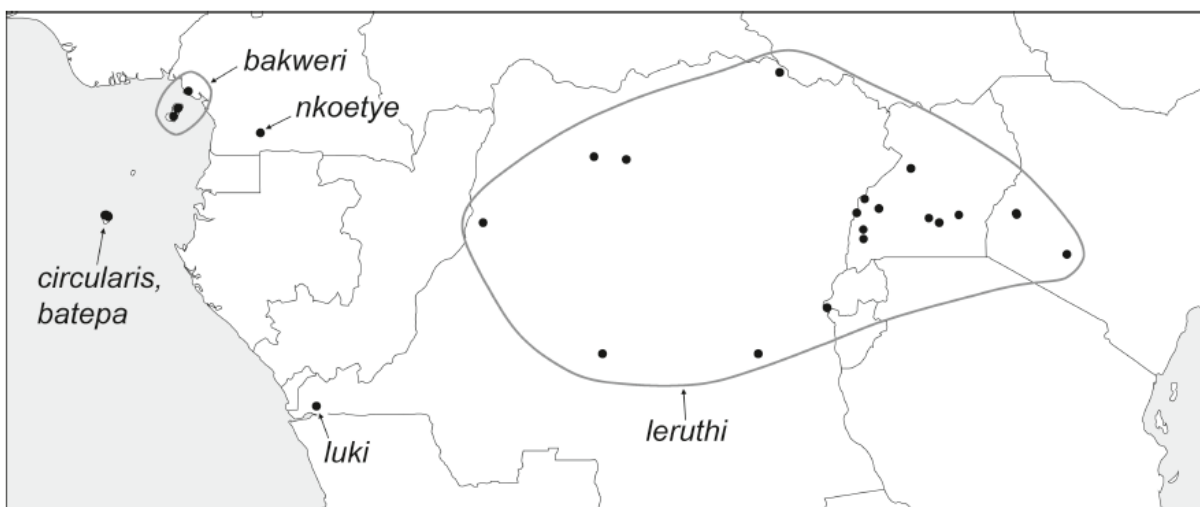 bakweri
nkoetye
circularis,
batepa
luki
leruthi